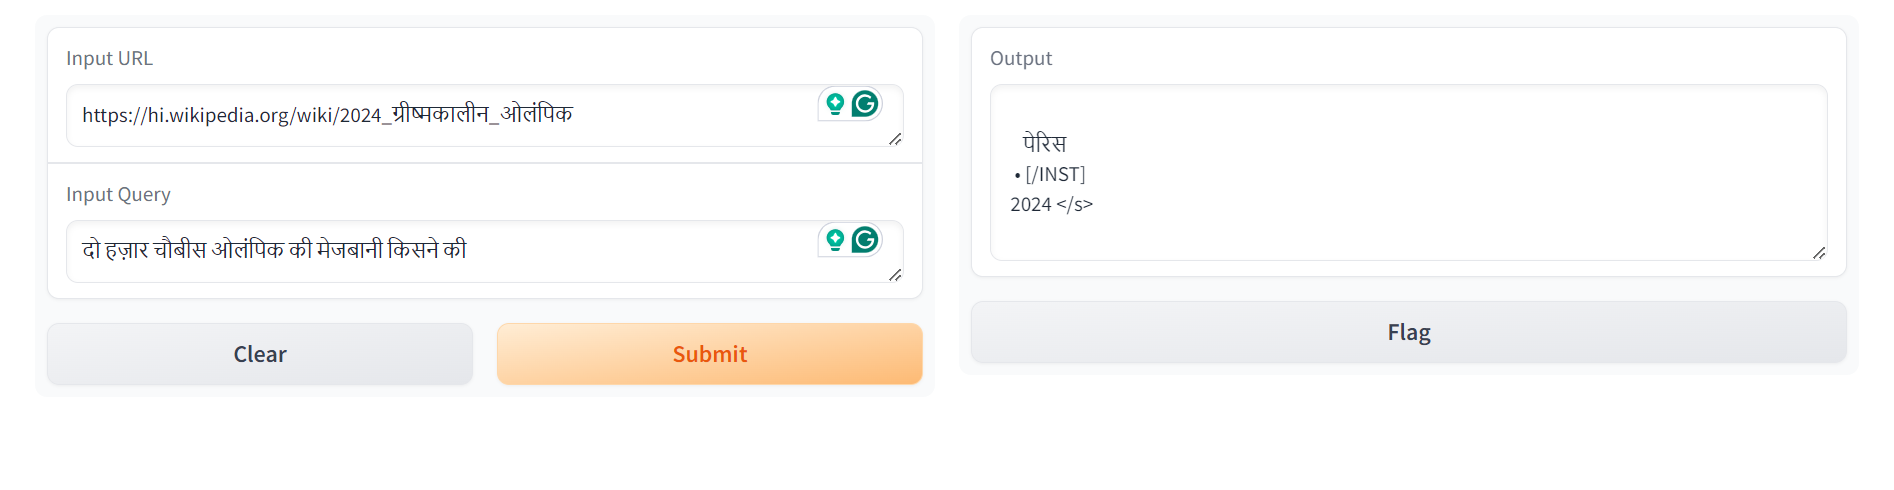 Input URL
https://hi.wikipedia.org/wiki/2024_ग्रीष्मकालीन_ओलंपिक
Input Query
दो हज़ार चौबीस ओलंपिक की मेजबानी किसने की
Clear
Submit
Output
पेरिस
• [/INST]
2024 </s>
Flag